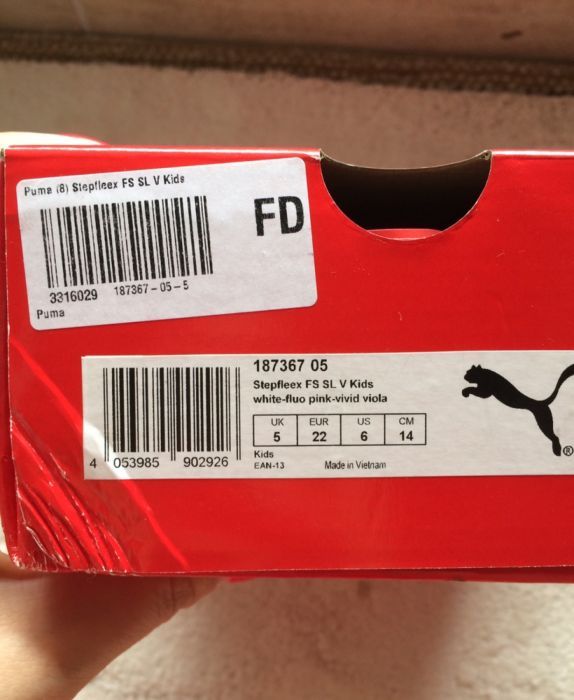 Puma (8) Stepfleex FS SL V Kids
FD
3316029 187367-05-5
Puma
187367 05
Stepfleex FS SL V Kids
white-fluo pink-vivid viola
UK EUR US CM
5 22 6 14
Kids
EAN-13 Made in Vietnam
4 053985 902926
®